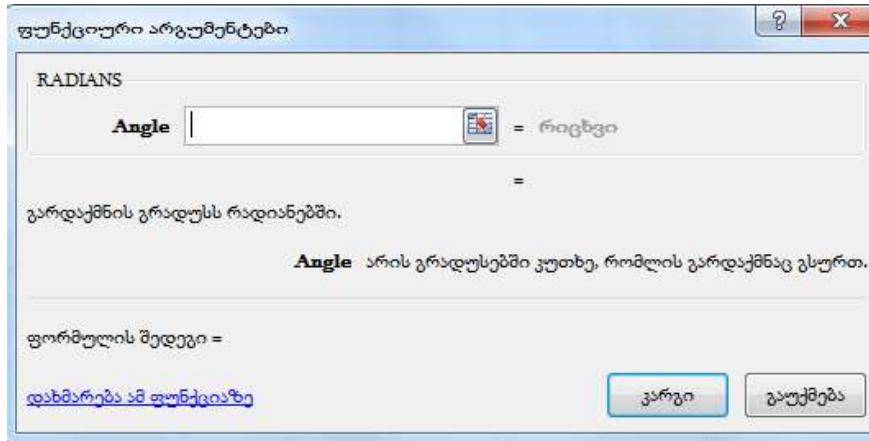 ფუნქციური არგუმენტები
RADIANS
Angle = რიცხვი
=
გარდაქმნის გრადუსს რადიანებში.
Angle არის გრადუსებში კუთხე, რომლის გარდაქმნაც გსურთ.
ფორმულის შედეგი =
დახმარება ამ ფუნქციაზე
კარგი გაუქმება